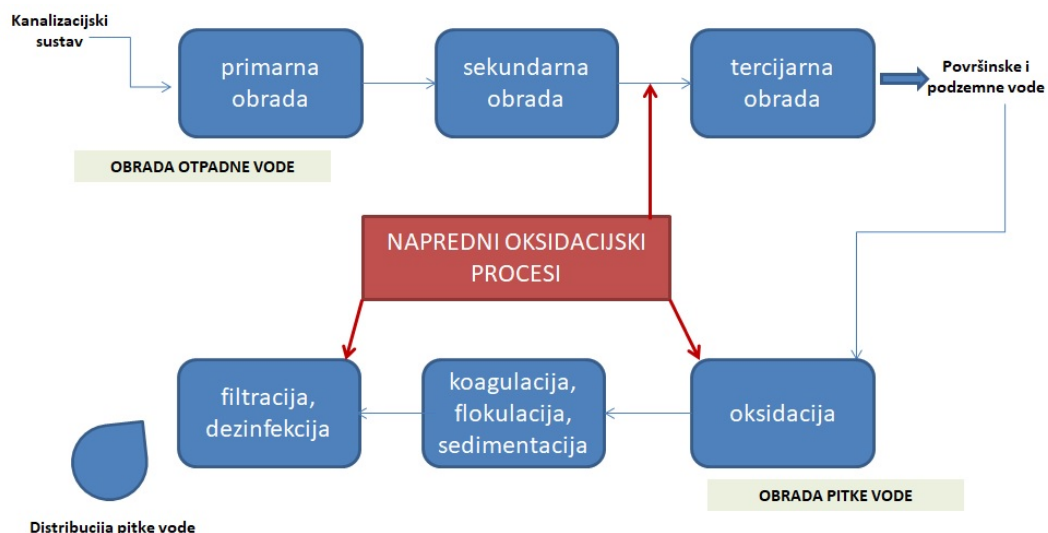 Kanalizacijski
sustav
primarna
obrada
sekundarna
obrada
tercijarna
obrada
Površinske i
podzemne vode
OBRADA OTPADNE VODE
NAPREDNI OKSIDACIJSKI
PROCESI
filtracija,
dezinfekcija
koagulacija,
flokulacija,
sedimentacija
oksidacija
OBRADA PITKE VODE
Distribucija pitke vode